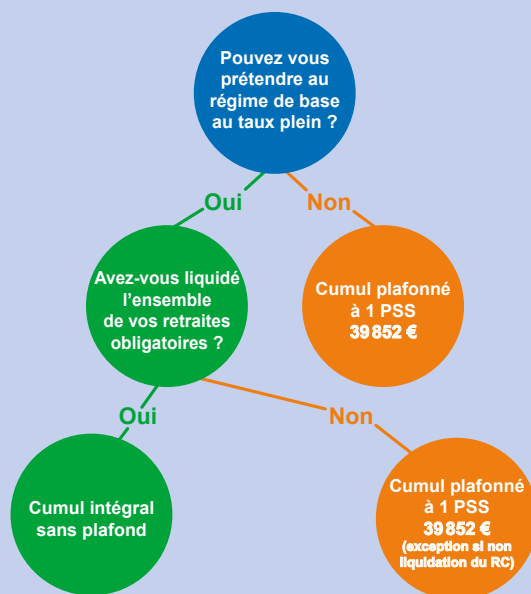 Pouvez vous
prétendre au
régime de base
au taux plein ?
Oui
Non
Avez-vous liquidé
l'ensemble
de vos retraites
obligatoires ?
Cumul plafonné
à 1 PSS
39 852 €
Oui
Non
Cumul intégral
sans plafond
Cumul plafonné
à 1 PSS
39 852 €
(exception si non
liquidation du RC)